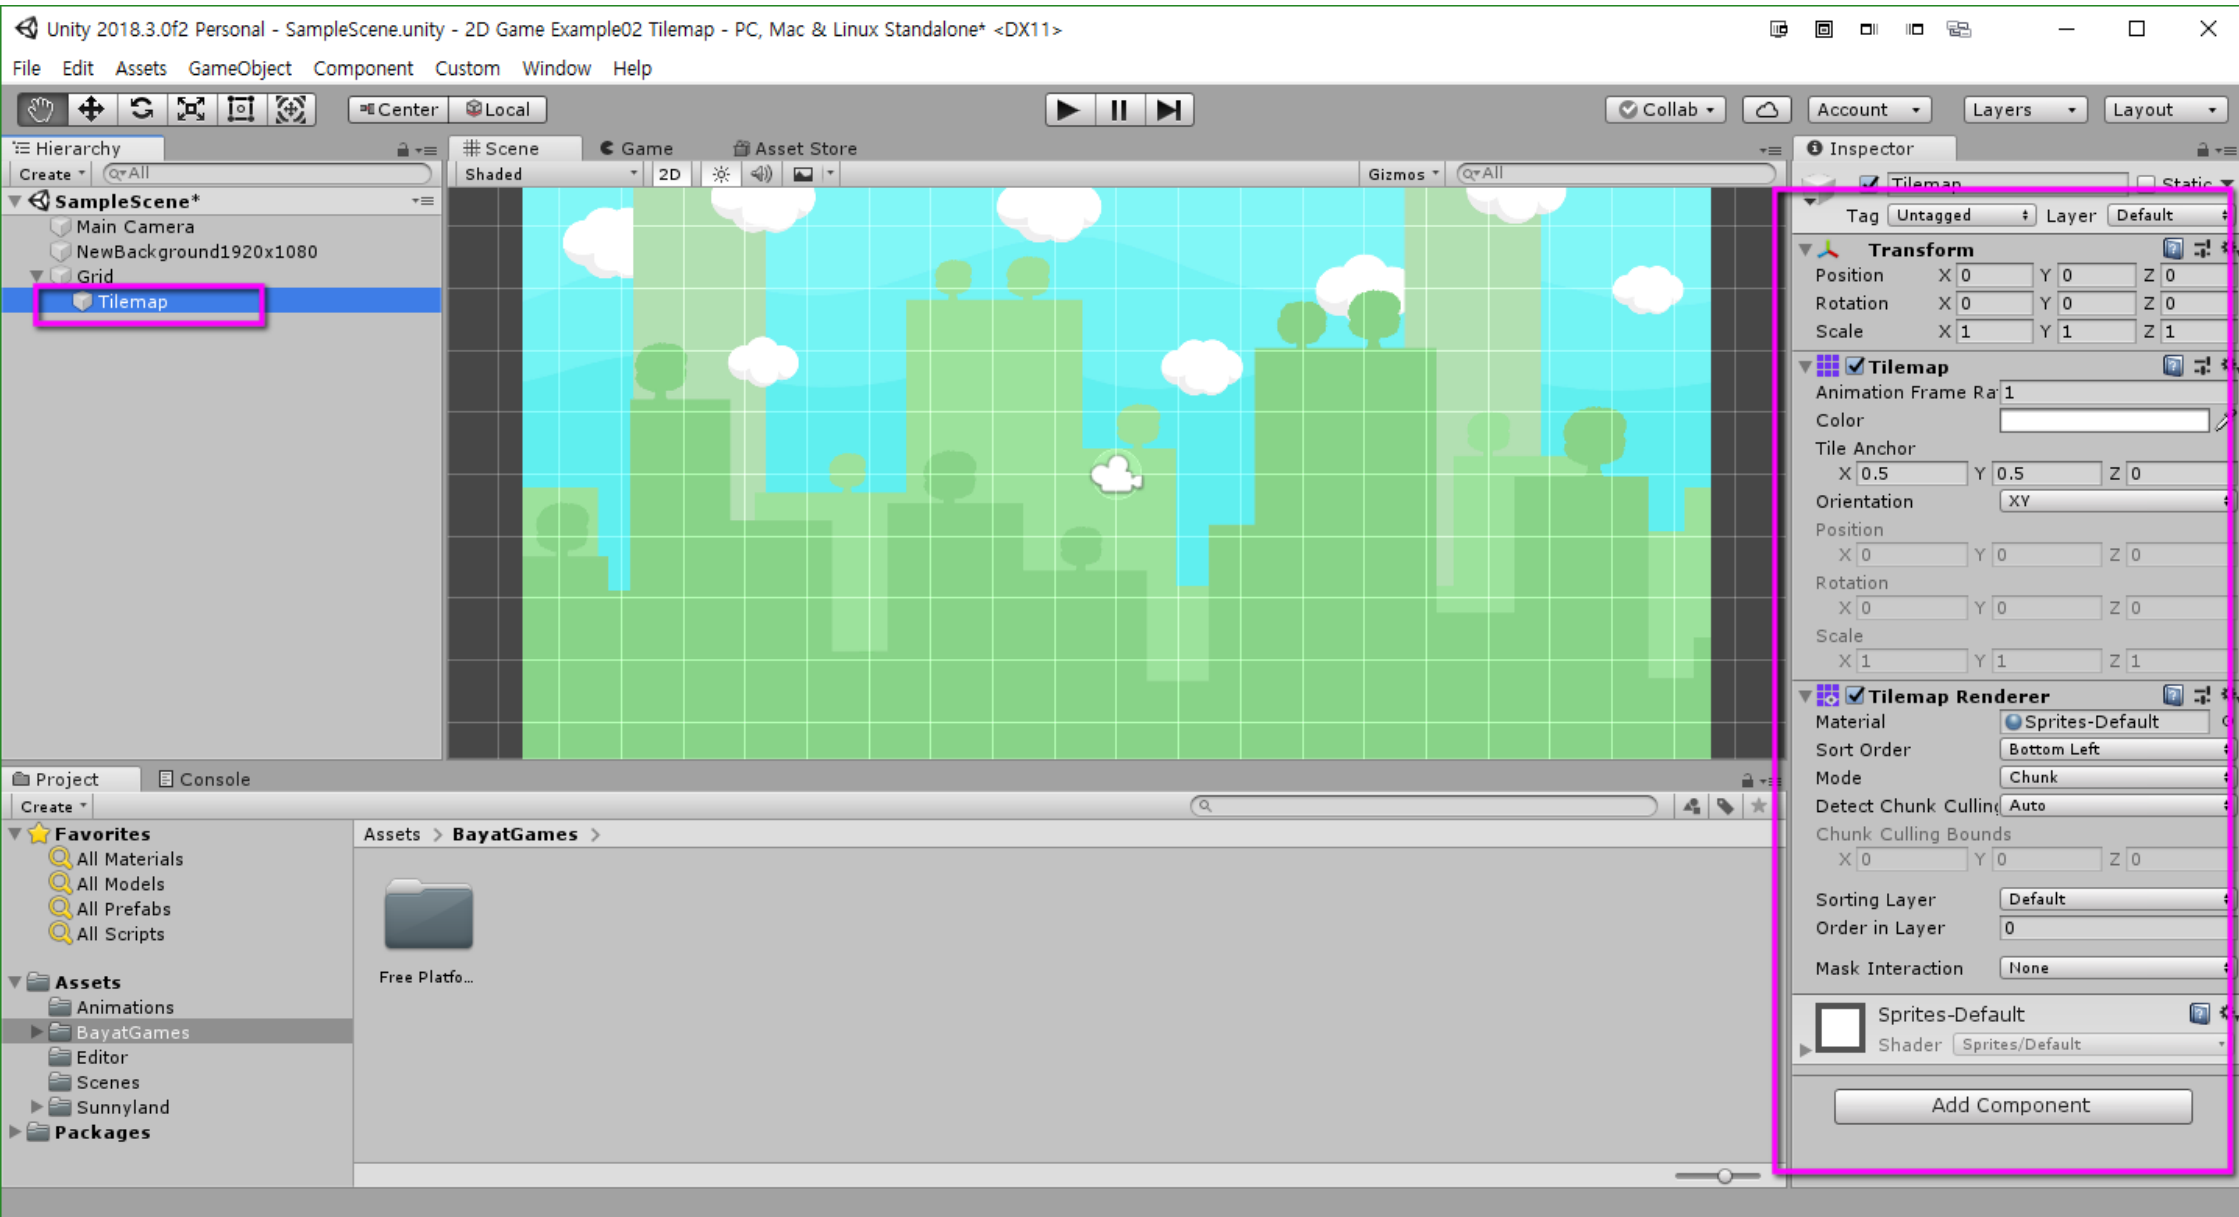 Unity 2018.3.0f2 Personal - SampleScene.unity - 2D Game Example02 Tilemap - PC, Mac & Linux Standalone* <DX11>
File Edit Assets GameObject Component Custom Window Help
Center Local Collab Account Layers Layout
Hierarchy
Create All
SampleScene*
Main Camera
NewBackground1920x1080
Grid
Tilemap
Scene Game Asset Store
Shaded 2D Gizmos All
Inspector
Tilemap Static
Tag Untagged Layer Default
Transform
Position X 0 Y 0 Z 0
Rotation X 0 Y 0 Z 0
Scale X 1 Y 1 Z 1
Tilemap
Animation Frame Ra 1
Color
Tile Anchor
X 0.5 Y 0.5 Z 0
Orientation XY
Position
X 0 Y 0 Z 0
Rotation
X 0 Y 0 Z 0
Scale
X 1 Y 1 Z 1
Tilemap Renderer
Material Sprites-Default
Sort Order Bottom Left
Mode Chunk
Detect Chunk Culling Auto
Chunk Culling Bounds
X 0 Y 0 Z 0
Sorting Layer Default
Order in Layer 0
Mask Interaction None
Sprites-Default
Shader Sprites/Default
Add Component
Project Console
Create
Favorites
All Materials
All Models
All Prefabs
All Scripts
Assets
Animations
BayatGames
Editor
Scenes
Sunnyland
Packages
Assets > BayatGames >
Free Platfo...